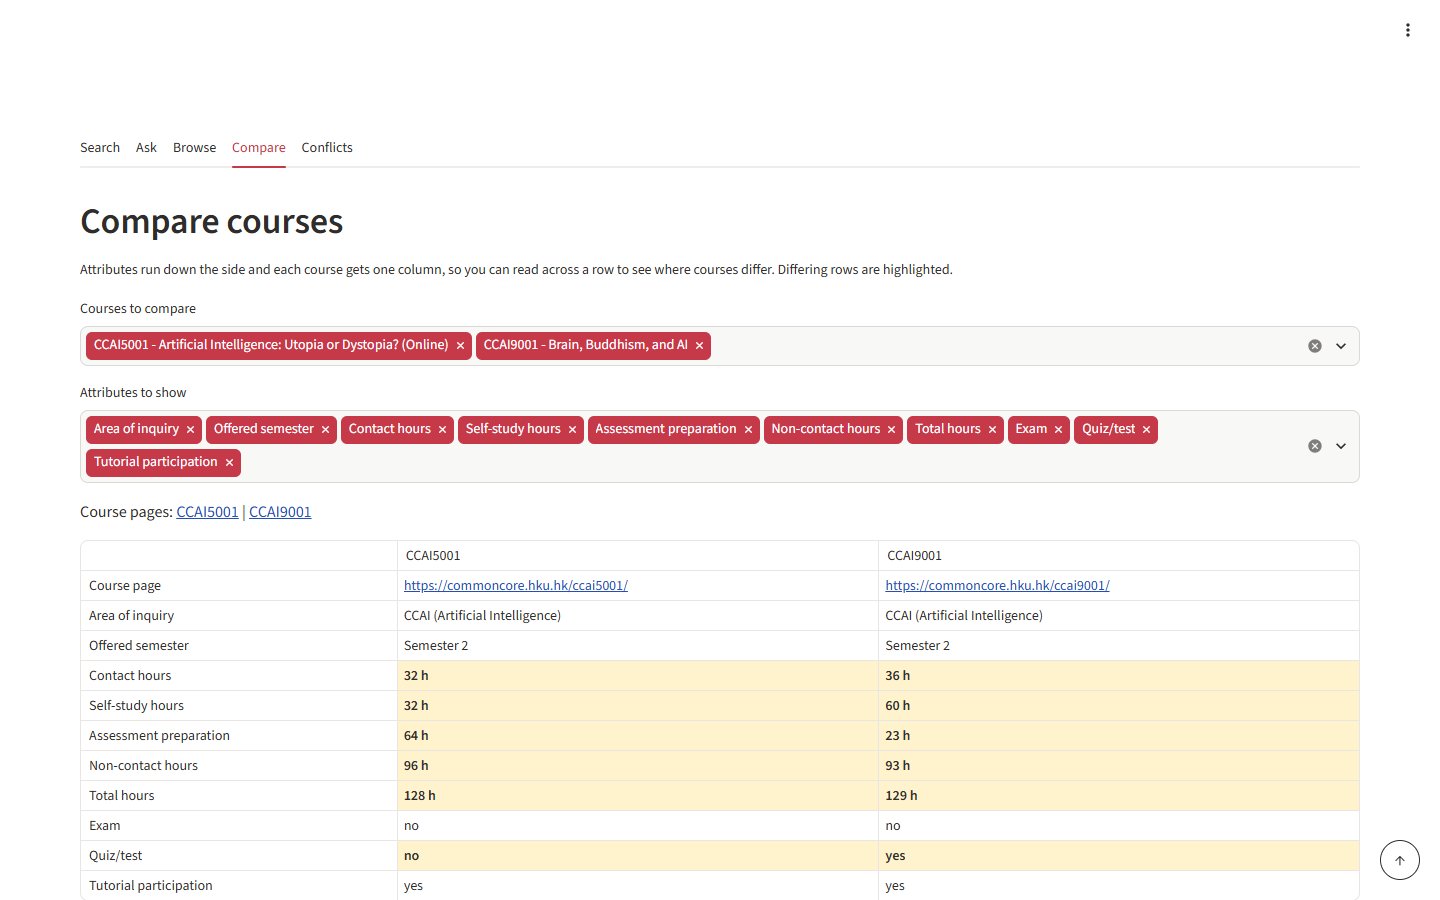 Search Ask Browse Compare Conflicts
Compare courses
Attributes run down the side and each course gets one column, so you can read across a row to see where courses differ. Differing rows are highlighted.
Courses to compare
CCAI5001 - Artificial Intelligence: Utopia or Dystopia? (Online) × CCAI9001 - Brain, Buddhism, and AI ×
Attributes to show
Area of inquiry × Offered semester × Contact hours × Self-study hours × Assessment preparation × Non-contact hours × Total hours × Exam × Quiz/test ×
Tutorial participation ×
Course pages: CCAI5001 | CCAI9001
CCAI5001 CCAI9001
Course page https://commoncore.hku.hk/ccai5001/ https://commoncore.hku.hk/ccai9001/
Area of inquiry CCAI (Artificial Intelligence) CCAI (Artificial Intelligence)
Offered semester Semester 2 Semester 2
Contact hours 32 h 36 h
Self-study hours 32 h 60 h
Assessment preparation 64 h 23 h
Non-contact hours 96 h 93 h
Total hours 128 h 129 h
Exam no no
Quiz/test no yes
Tutorial participation yes yes